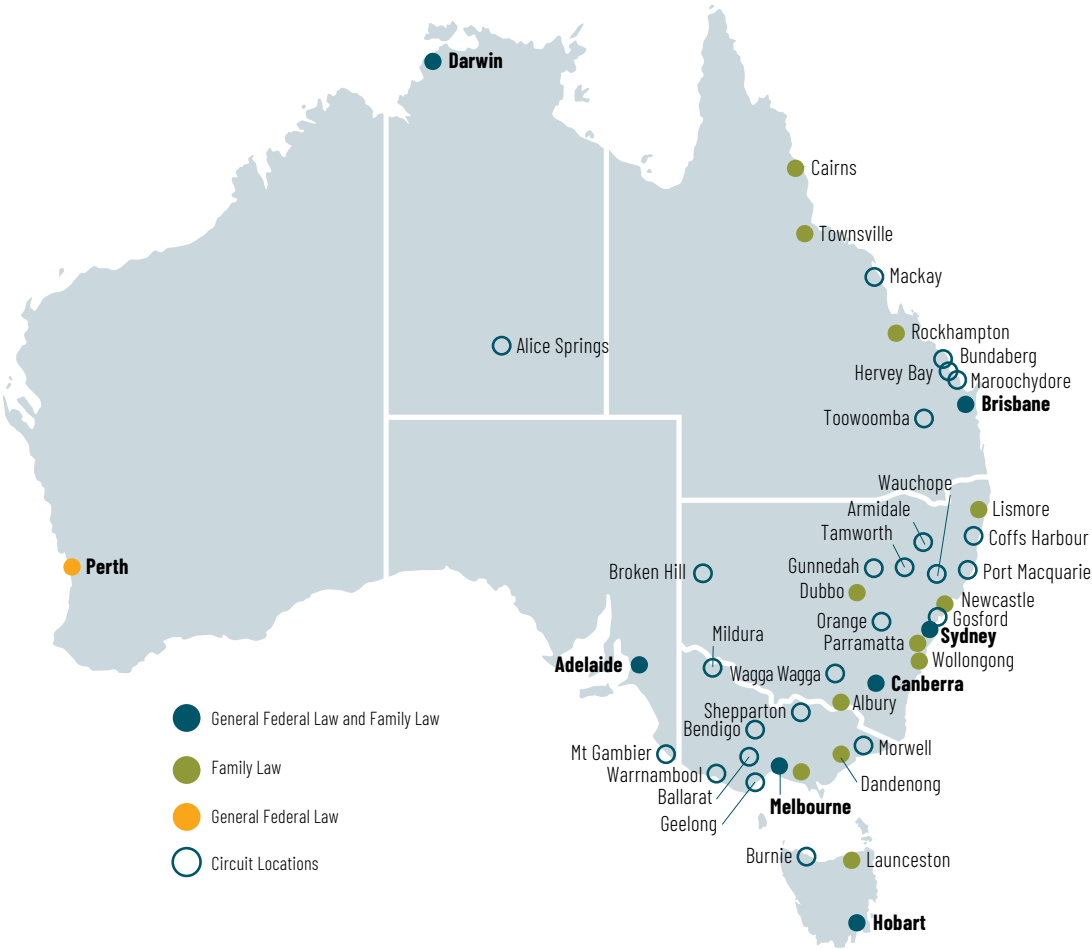 Darwin
Cairns
Townsville
Mackay
Alice Springs
Rockhampton
Bundaberg
Hervey Bay
Maroochydore
Brisbane
Toowoomba
Wauchope
Armidale
Lismore
Tamworth
Coffs Harbour
Gunnedah
Port Macquarie
Perth
Broken Hill
Dubbo
Newcastle
Gosford
Orange
Sydney
Mildura
Parramatta
Wollongong
Adelaide
Wagga Wagga
Canberra
Albury
Shepparton
General Federal Law and Family Law
Bendigo
Morwell
Mt Gambier
Family Law
Warrnambool
Dandenong
Ballarat
Melbourne
General Federal Law
Geelong
Burnie
Launceston
Circuit Locations
Hobart